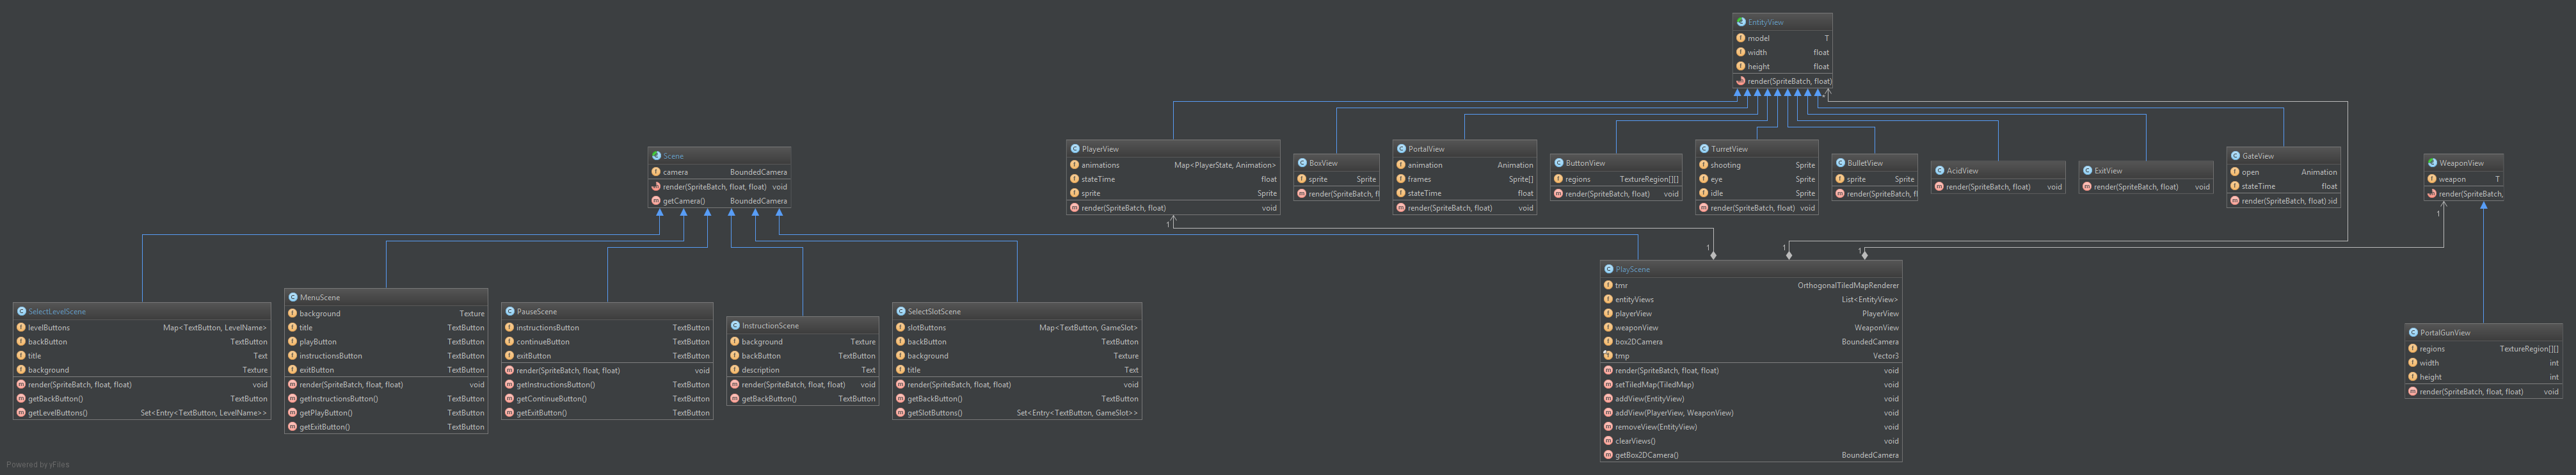 EntityView
model T
width float
height float
render(SpriteBatch, float)
*
PlayerView
animations Map<PlayerState, Animation>
stateTime float
sprite Sprite
render(SpriteBatch, float) void
BoxView
sprite Sprite
render(SpriteBatch, fl
PortalView
animation Animation
frames Sprite[]
stateTime float
render(SpriteBatch, float) void
ButtonView
regions TextureRegion[][]
render(SpriteBatch, float) void
TurretView
shooting Sprite
eye Sprite
idle Sprite
render(SpriteBatch, float) void
BulletView
sprite Sprite
render(SpriteBatch, fl
AcidView
render(SpriteBatch, float) void
ExitView
render(SpriteBatch, float) void
GateView
open Animation
stateTime float
render(SpriteBatch, float)
WeaponView
weapon T
render(SpriteBatch,
Scene
camera BoundedCamera
render(SpriteBatch, float, float) void
getCamera() BoundedCamera
1
1
1
1
1
SelectLevelScene
levelButtons Map<TextButton, LevelName>
backButton TextButton
title Text
background Texture
render(SpriteBatch, float, float) void
getBackButton() TextButton
getLevelButtons() Set<Entry<TextButton, LevelName>>
MenuScene
background Texture
title TextButton
playButton TextButton
instructionsButton TextButton
exitButton TextButton
render(SpriteBatch, float, float) void
getInstructionsButton() TextButton
getPlayButton() TextButton
getExitButton() TextButton
PauseScene
instructionsButton TextButton
continueButton TextButton
exitButton TextButton
render(SpriteBatch, float, float) void
getInstructionsButton() TextButton
getContinueButton() TextButton
getExitButton() TextButton
InstructionScene
background Texture
backButton TextButton
description Text
render(SpriteBatch, float, float) void
getBackButton() TextButton
SelectSlotScene
slotButtons Map<TextButton, GameSlot>
backButton TextButton
background Texture
title Text
render(SpriteBatch, float, float) void
getBackButton() TextButton
getSlotButtons() Set<Entry<TextButton, GameSlot>>
PlayScene
tmr OrthogonalTiledMapRenderer
entityViews List<EntityView>
playerView PlayerView
weaponView WeaponView
box2DCamera BoundedCamera
tmp Vector3
render(SpriteBatch, float, float) void
setTiledMap(TiledMap) void
addView(EntityView) void
addView(PlayerView, WeaponView) void
removeView(EntityView) void
clearViews() void
getBox2DCamera() BoundedCamera
PortalGunView
regions TextureRegion[][]
width int
height int
render(SpriteBatch, float, float) void
Powered by yFiles